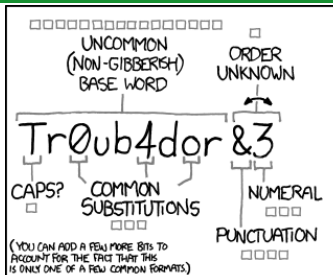 UNCOMMON
(NON-GIBBERISH)
BASE WORD
ORDER
UNKNOWN
Tr0ub4dor &3
CAPS?
COMMON
SUBSTITUTIONS
NUMERAL
PUNCTUATION
(YOU CAN ADD A FEW MORE BITS TO
ACCOUNT FOR THE FACT THAT THIS
IS ONLY ONE OF A FEW COMMON FORMATS.)